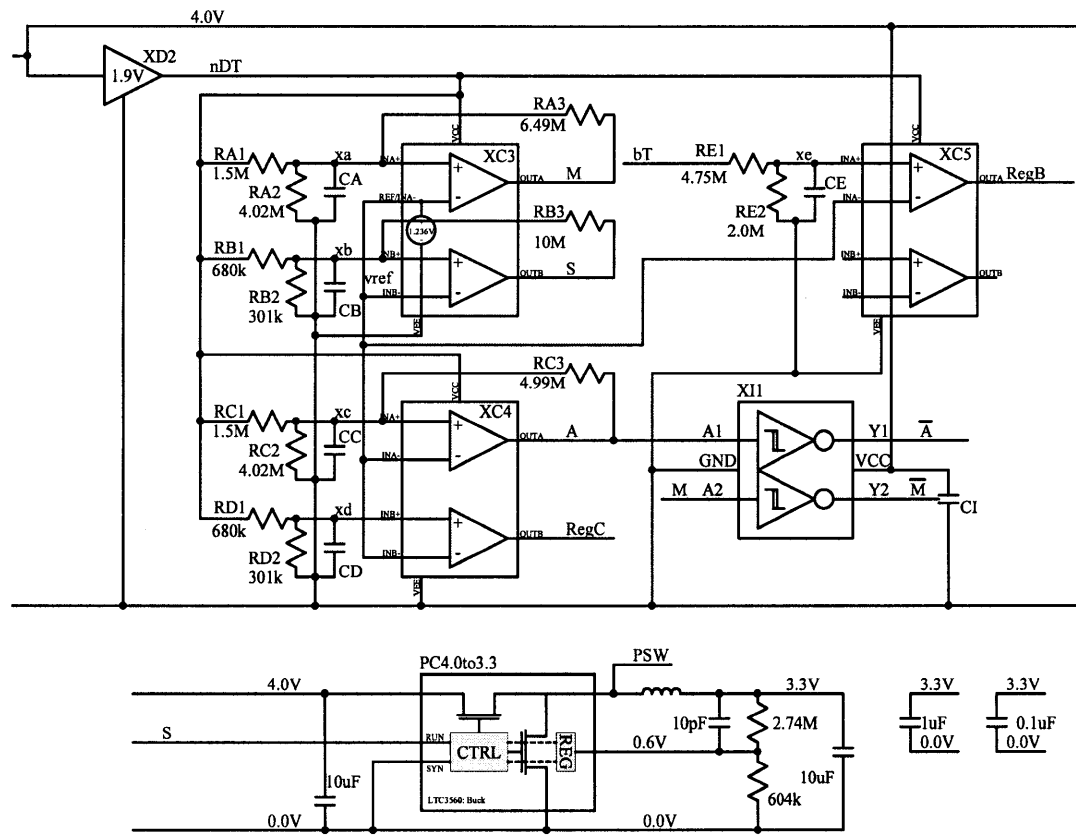 4.0V
XD2
1.9V
nDT
RA3
6.49M
VCC
VCC
RA1
1.5M
xa
INA+
XC3
bT
RE1
4.75M
xe
INA+
XC5
RA2
4.02M
CA
OUTA
M
RE2
2.0M
CE
OUTA
RegB
REF/INA-
INA-
1.236V
RB3
10M
RB1
680k
xb
INB+
INB+
vref
OUTB
S
OUTB
RB2
301k
CB
INB-
INB-
VEE
VEE
RC3
4.99M
VCC
RC1
1.5M
xc
INA+
XC4
XI1
RC2
4.02M
CC
OUTA
A
A1
Y1
A̅
INA-
GND
VCC
M
A2
Y2
M̅
CI
RD1
680k
xd
INB+
RD2
301k
CD
OUTB
RegC
INB-
VEE
PC4.0to3.3
PSW
4.0V
3.3V
3.3V
3.3V
10pF
2.74M
1uF
0.1uF
S
RUN
CTRL
REG
0.6V
0.0V
0.0V
SYN
10uF
10uF
LTC3560: Buck
604k
0.0V
0.0V